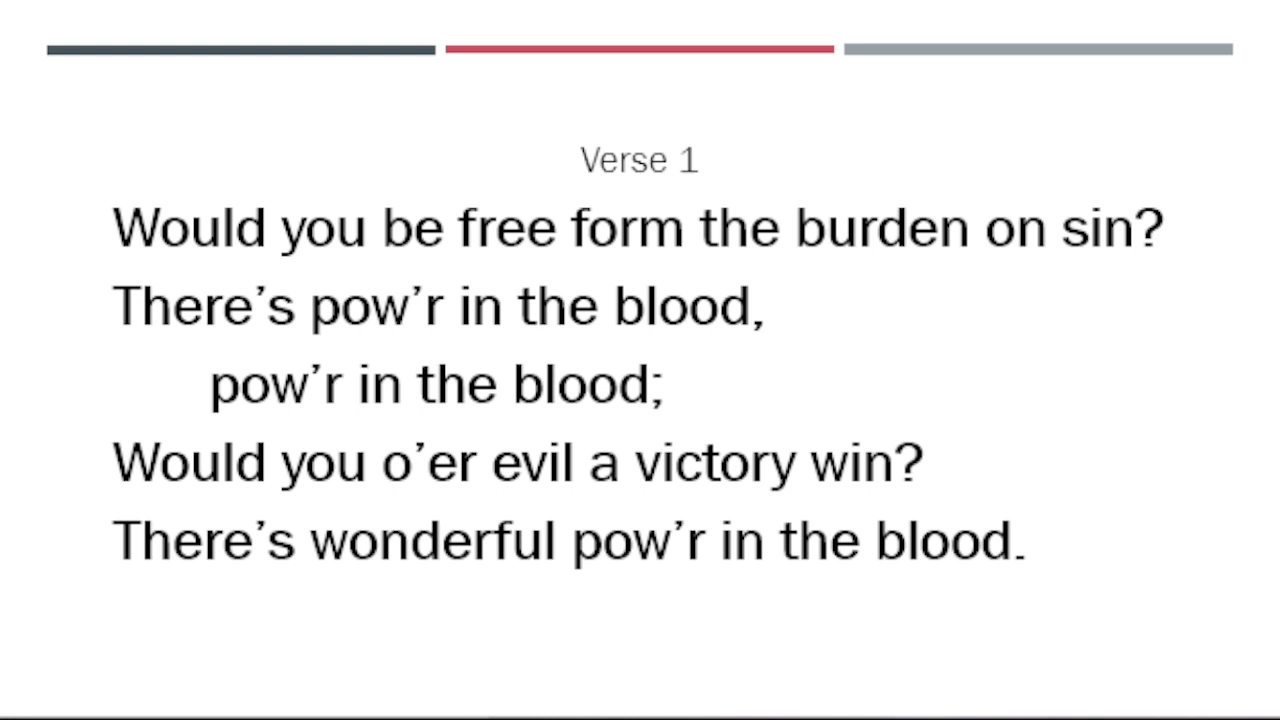 Verse 1
Would you be free form the burden on sin?
There’s pow’r in the blood,
pow’r in the blood;
Would you o’er evil a victory win?
There’s wonderful pow’r in the blood.